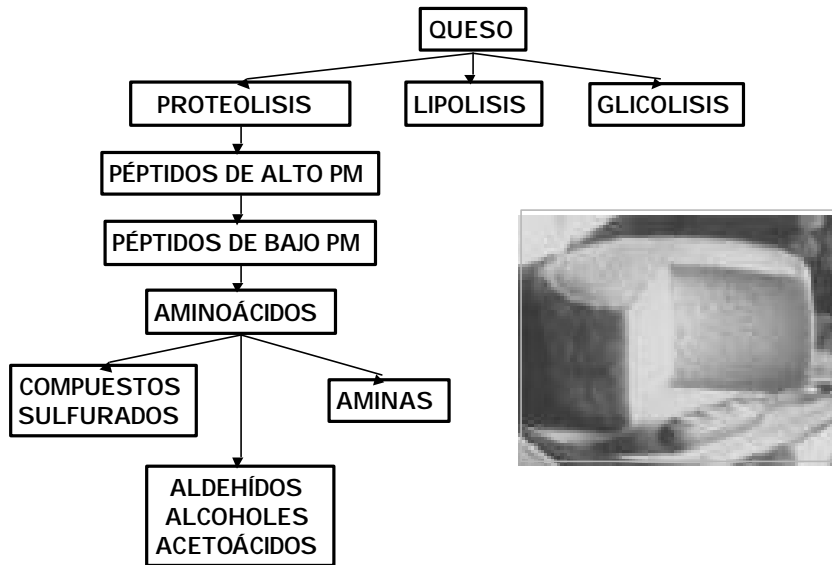 QUESO
PROTEOLISIS
LIPOLISIS
GLICOLISIS
PÉPTIDOS DE ALTO PM
PÉPTIDOS DE BAJO PM
AMINOÁCIDOS
COMPUESTOS
SULFURADOS
AMINAS
ALDEHÍDOS
ALCOHOLES
ACETOÁCIDOS